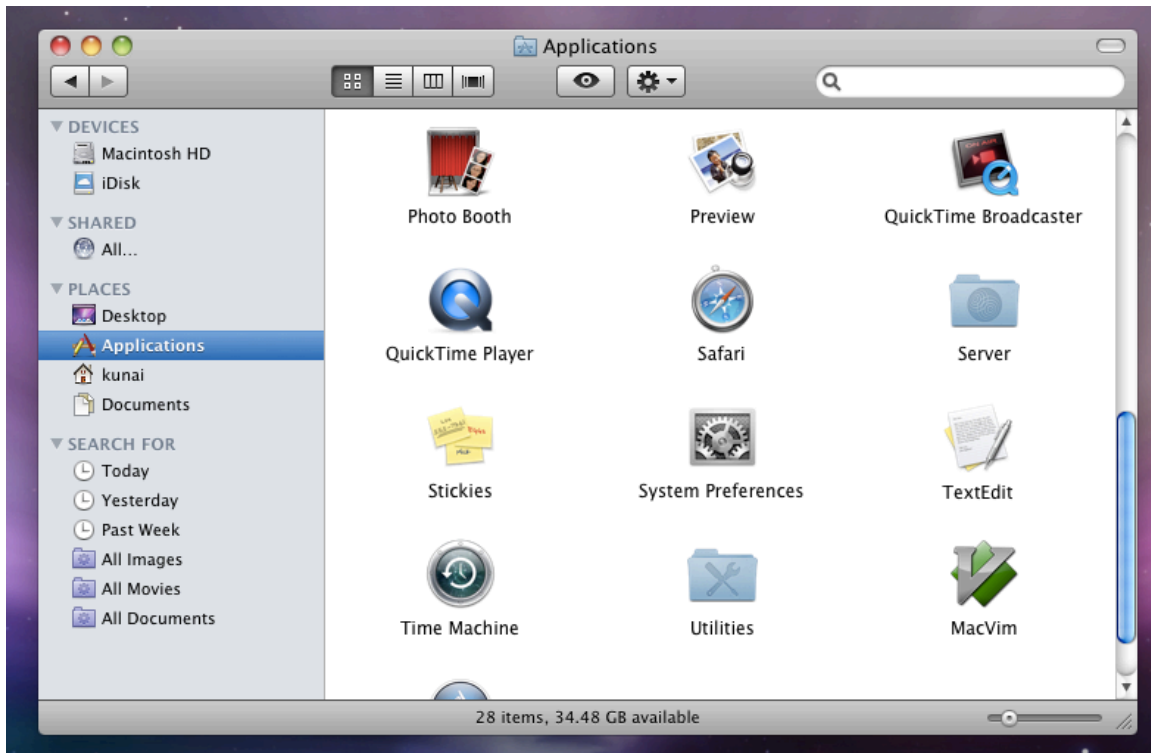 Applications
DEVICES
Macintosh HD
iDisk
SHARED
All...
PLACES
Desktop
Applications
kunai
Documents
SEARCH FOR
Today
Yesterday
Past Week
All Images
All Movies
All Documents
Photo Booth
Preview
QuickTime Broadcaster
QuickTime Player
Safari
Server
Stickies
System Preferences
TextEdit
Time Machine
Utilities
MacVim
28 items, 34.48 GB available